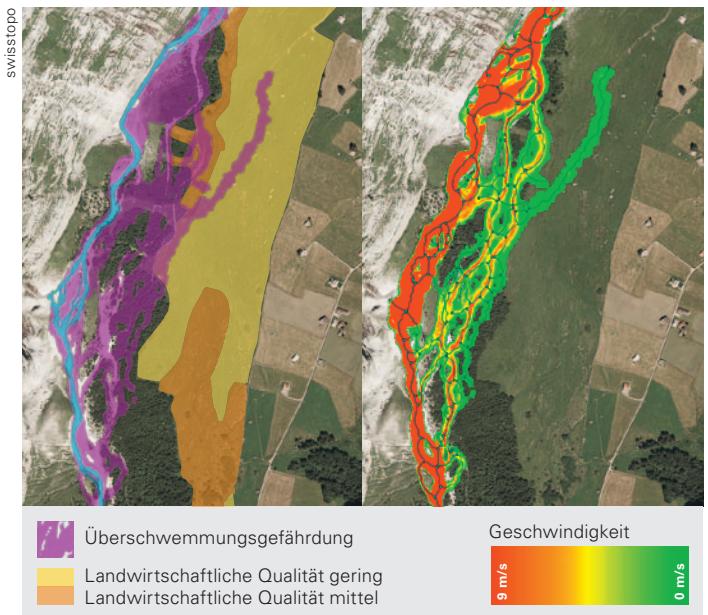 swisstopo
Überschwemmungsgefährdung
Landwirtschaftliche Qualität gering
Landwirtschaftliche Qualität mittel
Geschwindigkeit
9 m/s
0 m/s